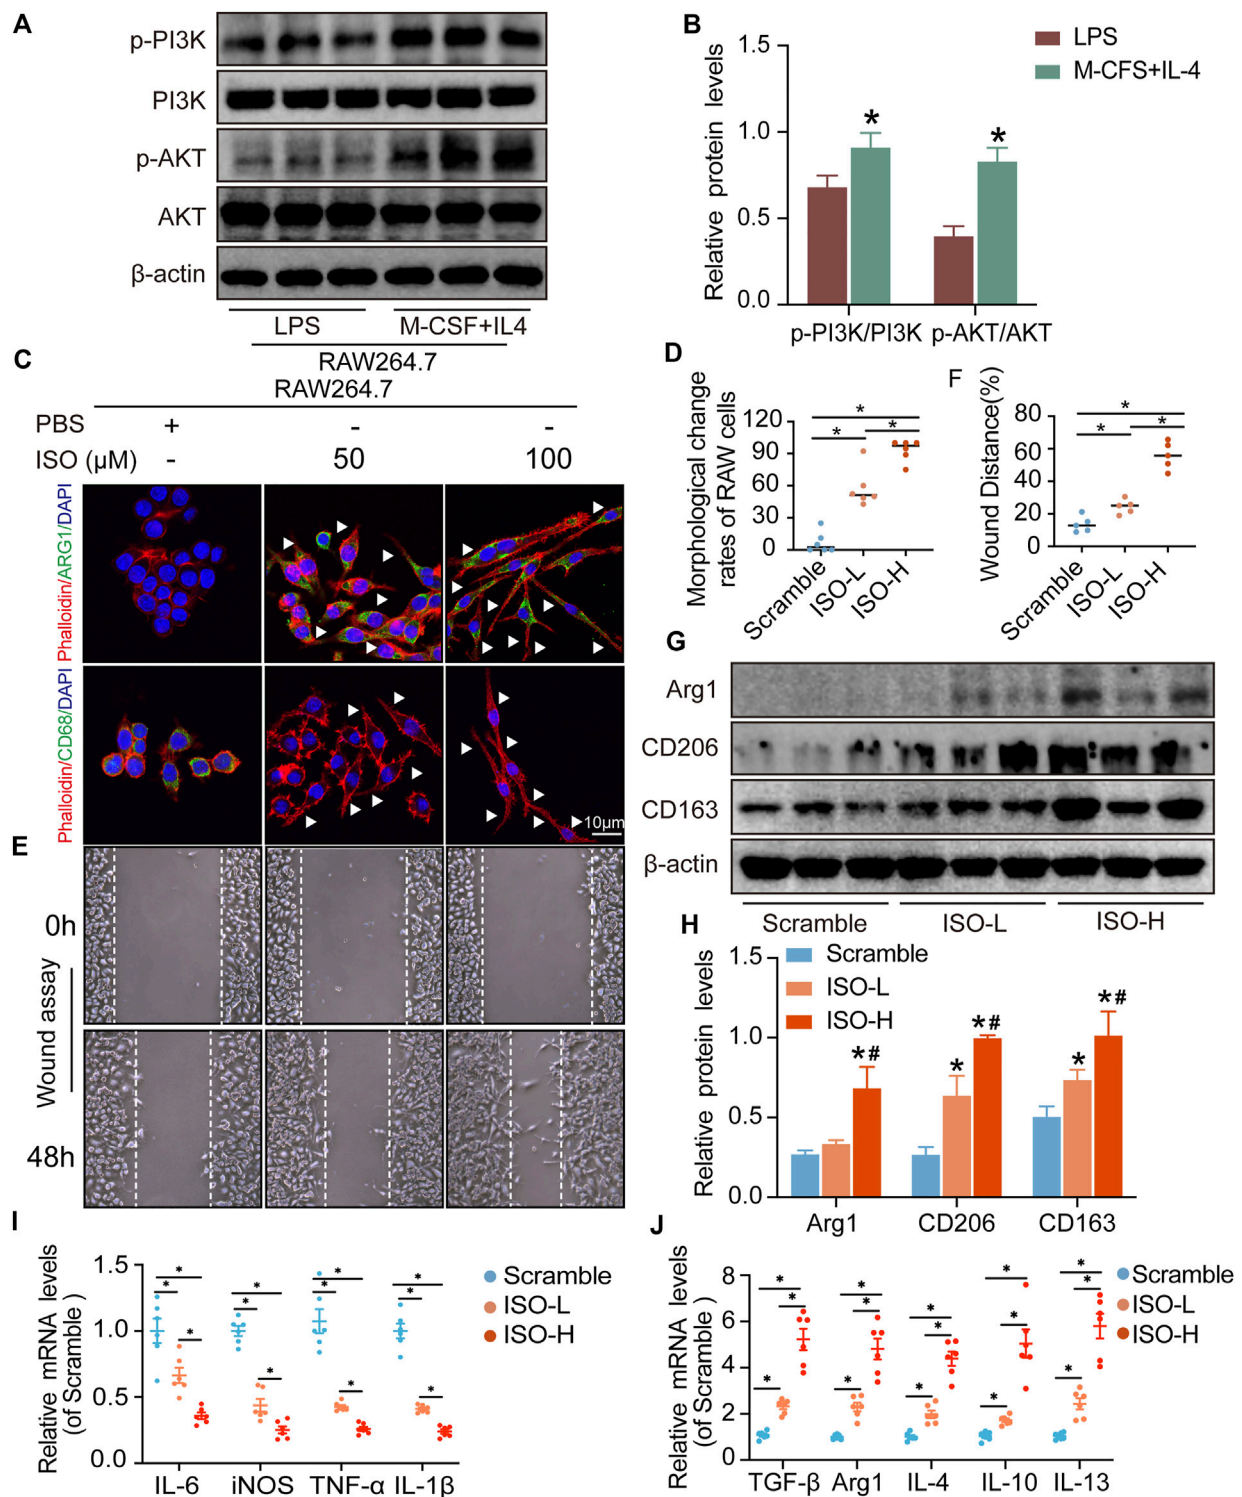 A
p-PI3K
PI3K
p-AKT
AKT
β-actin
LPS
M-CSF+IL4
RAW264.7
B
Relative protein levels
1.5
1.0
0.5
0.0
*
*
LPS
M-CFS+IL-4
p-PI3K/PI3K
p-AKT/AKT
C
RAW264.7
PBS + - -
ISO (μM) - 50 100
Phalloidin/ARG1/DAPI
Phalloidin/CD68/DAPI
10μm
D
Morphological change
rates of RAW cells
120
90
60
30
0
*
* *
Scramble
ISO-L
ISO-H
F
Wound Distance(%)
80
60
40
20
0
*
* *
Scramble
ISO-L
ISO-H
E
Wound assay
0h
48h
G
Arg1
CD206
CD163
β-actin
Scramble
ISO-L
ISO-H
H
Relative protein levels
1.5
1.0
0.5
0.0
Scramble
ISO-L
ISO-H
*#
* *#
* *#
Arg1
CD206
CD163
I
Relative mRNA levels
(of Scramble )
1.5
1.0
0.5
0.0
* * *
* * *
* * *
* * *
IL-6
iNOS
TNF-α
IL-1β
Scramble
ISO-L
ISO-H
J
Relative mRNA levels
(of Scramble )
8
6
4
2
0
* * *
* * *
* * *
* * *
* * *
TGF-β
Arg1
IL-4
IL-10
IL-13
Scramble
ISO-L
ISO-H